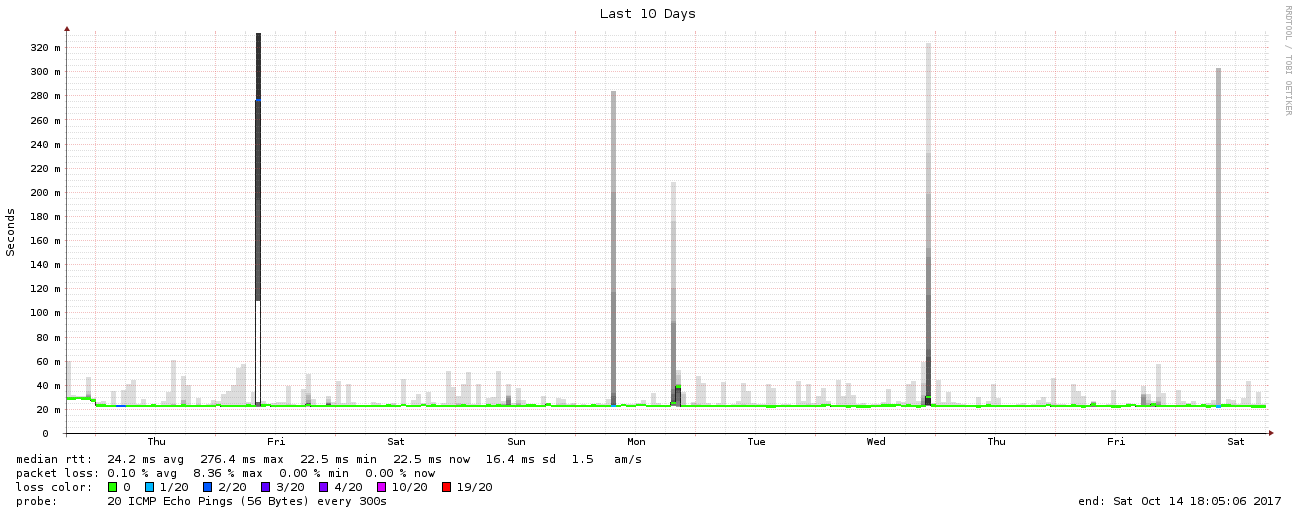 Last 10 Days
RRDTOOL / TOBI OETIKER
Seconds
320 m
300 m
280 m
260 m
240 m
220 m
200 m
180 m
160 m
140 m
120 m
100 m
80 m
60 m
40 m
20 m
0
Thu Fri Sat Sun Mon Tue Wed Thu Fri Sat
median rtt: 24.2 ms avg 276.4 ms max 22.5 ms min 22.5 ms now 16.4 ms sd 1.5 am/s
packet loss: 0.10 % avg 8.36 % max 0.00 % min 0.00 % now
loss color: 0 1/20 2/20 3/20 4/20 10/20 19/20
probe: 20 ICMP Echo Pings (56 Bytes) every 300s end: Sat Oct 14 18:05:06 2017